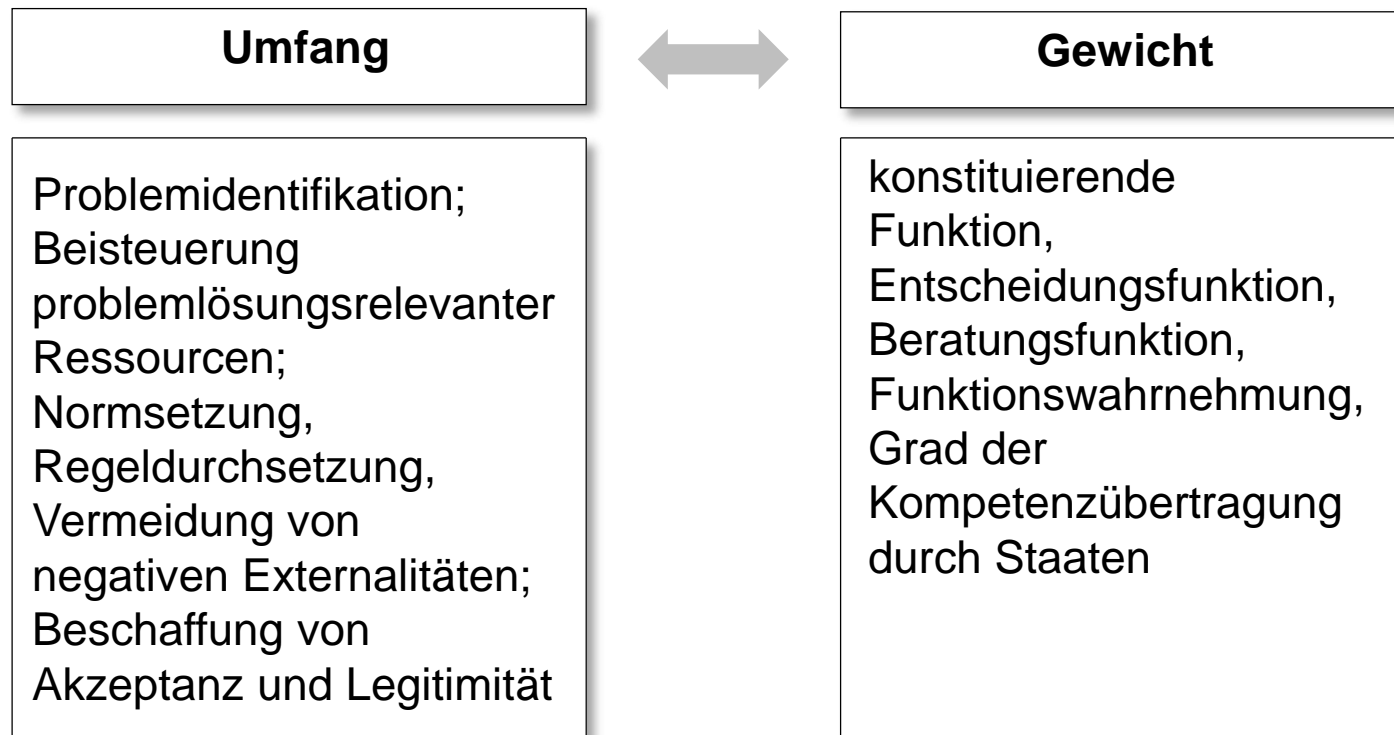 Umfang
Gewicht
Problemidentifikation;
Beisteuerung
problemlösungsrelevanter
Ressourcen;
Normsetzung,
Regeldurchsetzung,
Vermeidung von
negativen Externalitäten;
Beschaffung von
Akzeptanz und Legitimität
konstituierende
Funktion,
Entscheidungsfunktion,
Beratungsfunktion,
Funktionswahrnehmung,
Grad der
Kompetenzübertragung
durch Staaten